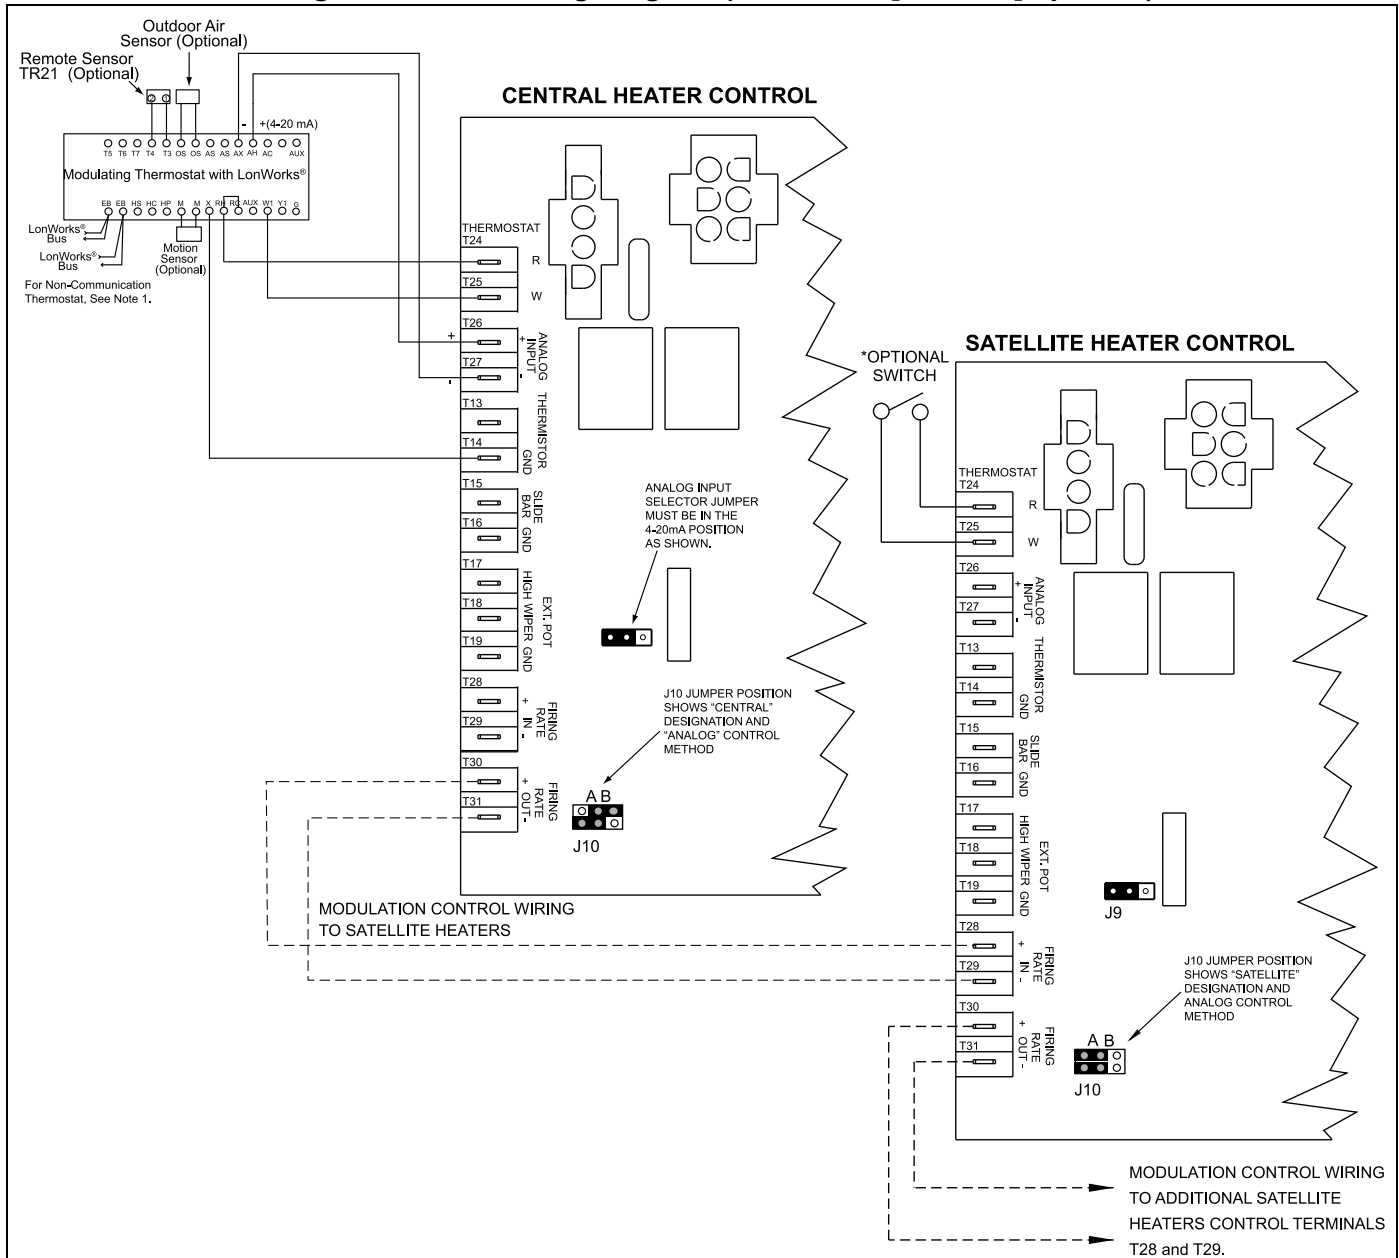 Outdoor Air
Sensor (Optional)
Remote Sensor
TR21 (Optional)
- +(4-20 mA)
T5 T6 T7 T4 T3 OS OS AS AS AX AH AC AUX
Modulating Thermostat with LonWorks®
EB EB HS HC HP M M X RH RC AUX W1 Y1 G
LonWorks®
Bus
LonWorks®
Bus
Motion
Sensor
(Optional)
For Non-Communication
Thermostat, See Note 1.
CENTRAL HEATER CONTROL
THERMOSTAT
T24
R
T25
W
T26
+
+
ANALOG
INPUT
T27
-
-
T13
THERMISTOR
T14
GND
T15
SLIDE
BAR
T16
GND
T17
HIGH
EXT. POT
T18
WIPER
T19
GND
T28
+
FIRING
RATE
IN
T29
-
T30
+
FIRING
RATE
OUT
T31
-
ANALOG INPUT
SELECTOR JUMPER
MUST BE IN THE
4-20mA POSITION
AS SHOWN.
J10 JUMPER POSITION
SHOWS “CENTRAL”
DESIGNATION AND
“ANALOG” CONTROL
METHOD
A B
J10
MODULATION CONTROL WIRING
TO SATELLITE HEATERS
SATELLITE HEATER CONTROL
*OPTIONAL
SWITCH
THERMOSTAT
T24
R
T25
W
T26
+
ANALOG
INPUT
T27
-
T13
THERMISTOR
T14
GND
T15
SLIDE
BAR
T16
GND
T17
HIGH
EXT. POT
T18
WIPER
T19
GND
J9
T28
+
FIRING
RATE
IN
T29
-
T30
+
FIRING
RATE
OUT
T31
-
J10 JUMPER POSITION
SHOWS “SATELLITE”
DESIGNATION AND
ANALOG CONTROL
METHOD
A B
J10
MODULATION CONTROL WIRING
TO ADDITIONAL SATELLITE
HEATERS CONTROL TERMINALS
T28 and T29.